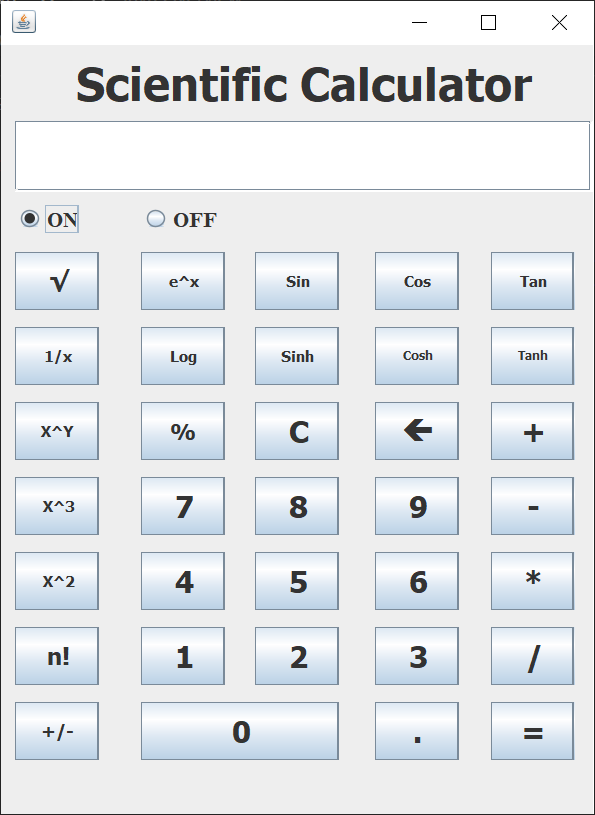 Scientific Calculator
ON OFF
√ e^x Sin Cos Tan
1/x Log Sinh Cosh Tanh
X^Y % C 🡸 +
X^3 7 8 9 -
X^2 4 5 6 *
n! 1 2 3 /
+/- 0 . =